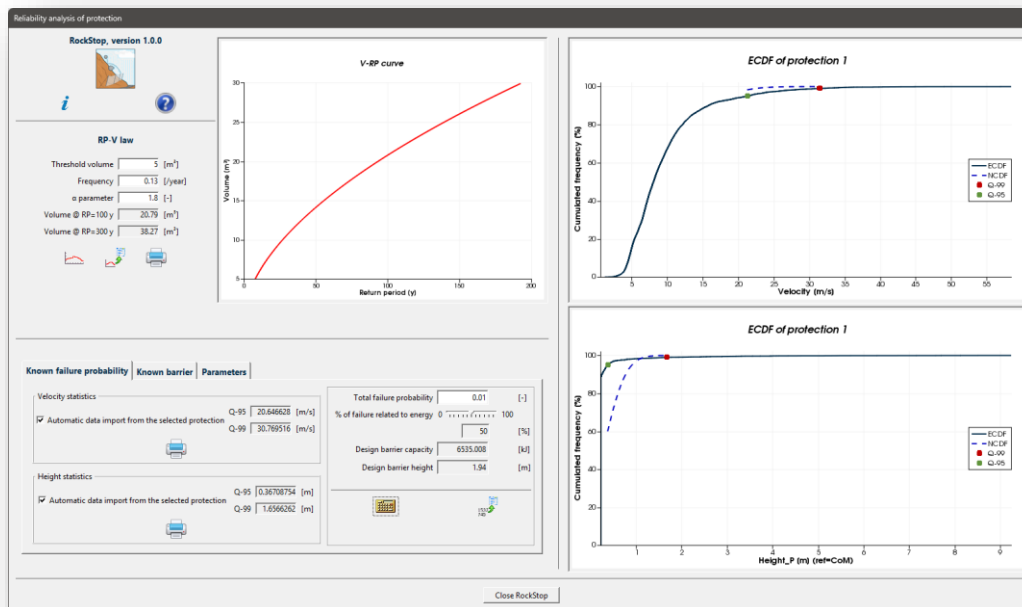 Reliability analysis of protection
RockStop, version 1.0.0
i
?
RP-V law
Threshold volume 5 [m³]
Frequency 0.13 [/year]
α parameter 1.8 [-]
Volume @ RP=100 y 20.79 [m³]
Volume @ RP=300 y 38.27 [m³]
V-RP curve
Volume (m³)
30
25
20
15
10
5
0 50 100 150 200
Return period (y)
ECDF of protection 1
Cumulated frequency (%)
100
80
60
40
20
0
5 10 15 20 25 30 35 40 45 50 55
Velocity (m/s)
ECDF
NCDF
Q-99
Q-95
ECDF of protection 1
Cumulated frequency (%)
100
80
60
40
20
0
1 2 3 4 5 6 7 8 9
Height_P (m) (ref=CoM)
ECDF
NCDF
Q-99
Q-95
Known failure probability Known barrier Parameters
Velocity statistics
Automatic data import from the selected protection
Q-95 20.646628 [m/s]
Q-99 30.769516 [m/s]
Height statistics
Automatic data import from the selected protection
Q-95 0.36708754 [m]
Q-99 1.6566262 [m]
Total failure probability 0.01 [-]
% of failure related to energy 0 100
50 [%]
Design barrier capacity 6535.008 [kJ]
Design barrier height 1.94 [m]
Close RockStop